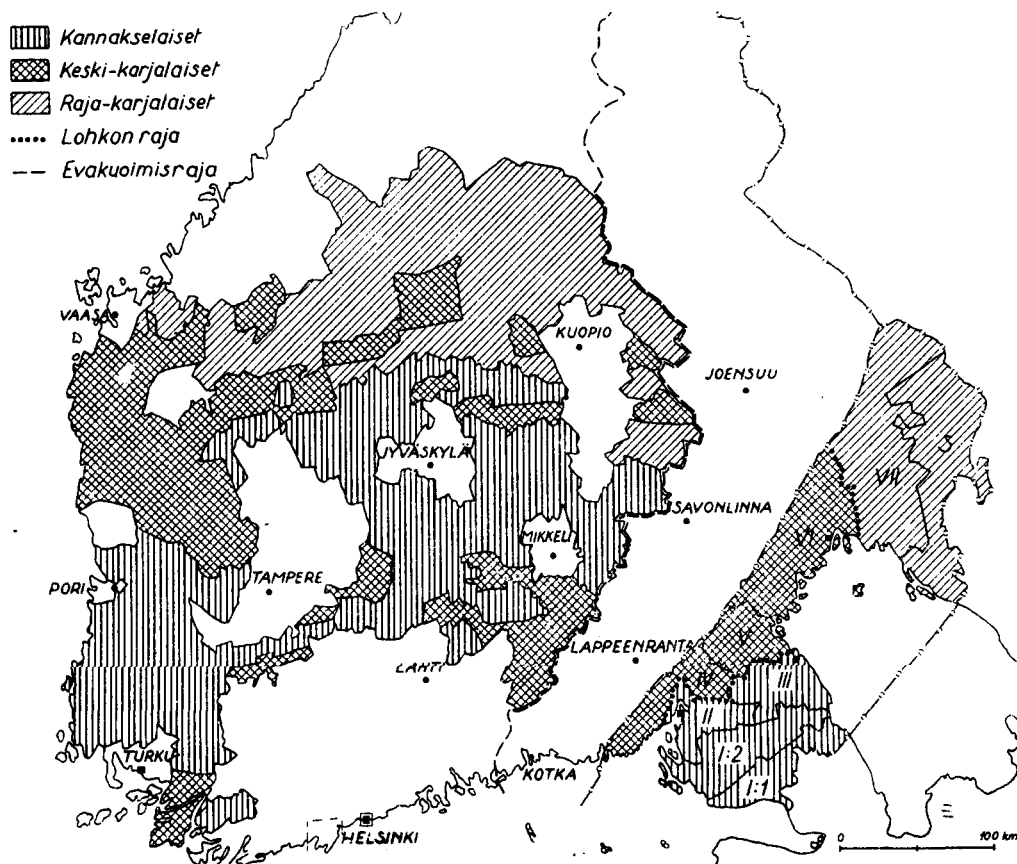 Kannakselaiset
Keski-karjalaiset
Raja-karjalaiset
Lohkon raja
Evakuoimisraja
VAASA
KUOPIO
JOENSUU
JYVÄSKYLÄ
SAVONLINNA
VII
VI
MIKKELI
PORI
TAMPERE
LAPPEENRANTA
V
LAHTI
IV
III
II
I:2
I:1
TURKU
KOTKA
HELSINKI
0 100 km